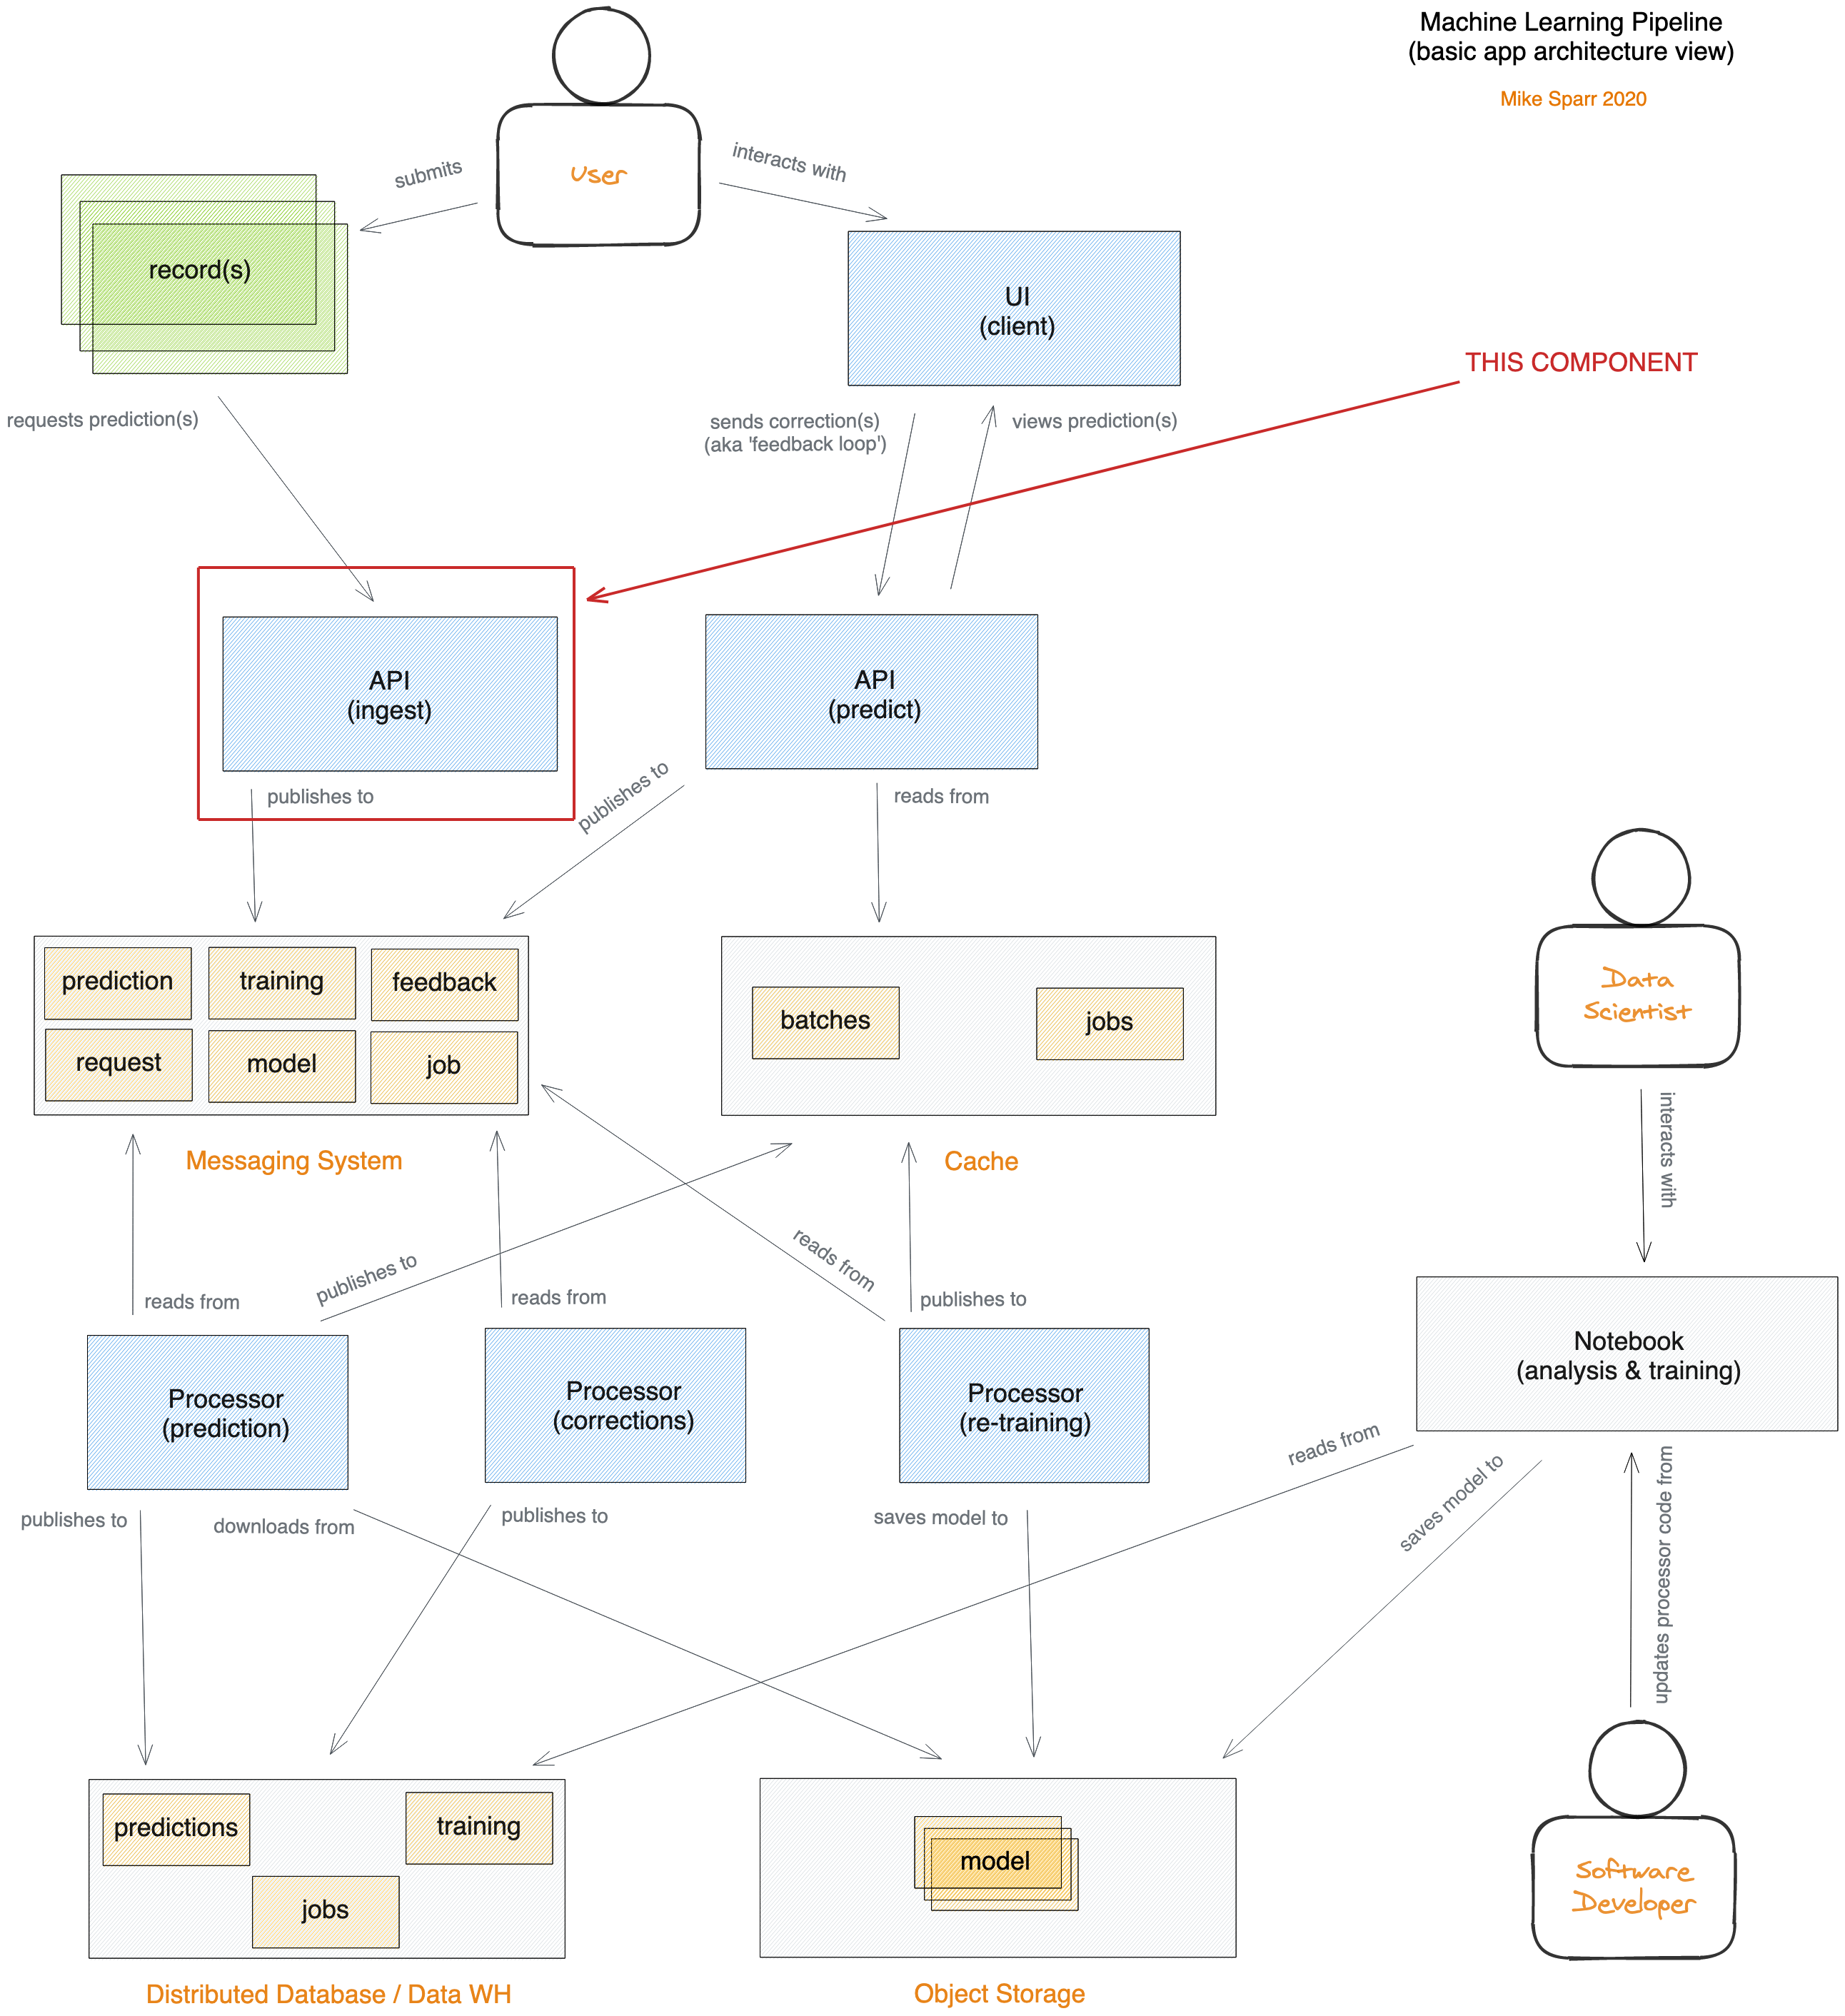 Machine Learning Pipeline
(basic app architecture view)
Mike Sparr 2020
User
submits
interacts with
record(s)
UI
(client)
THIS COMPONENT
requests prediction(s)
sends correction(s)
(aka 'feedback loop')
views prediction(s)
API
(ingest)
API
(predict)
publishes to
publishes to
reads from
prediction
training
feedback
request
model
job
batches
jobs
Data
Scientist
Messaging System
Cache
interacts with
reads from
publishes to
reads from
reads from
publishes to
Processor
(prediction)
Processor
(corrections)
Processor
(re-training)
Notebook
(analysis & training)
publishes to
downloads from
publishes to
saves model to
reads from
saves model to
updates processor code from
predictions
training
jobs
model
Software
Developer
Distributed Database / Data WH
Object Storage